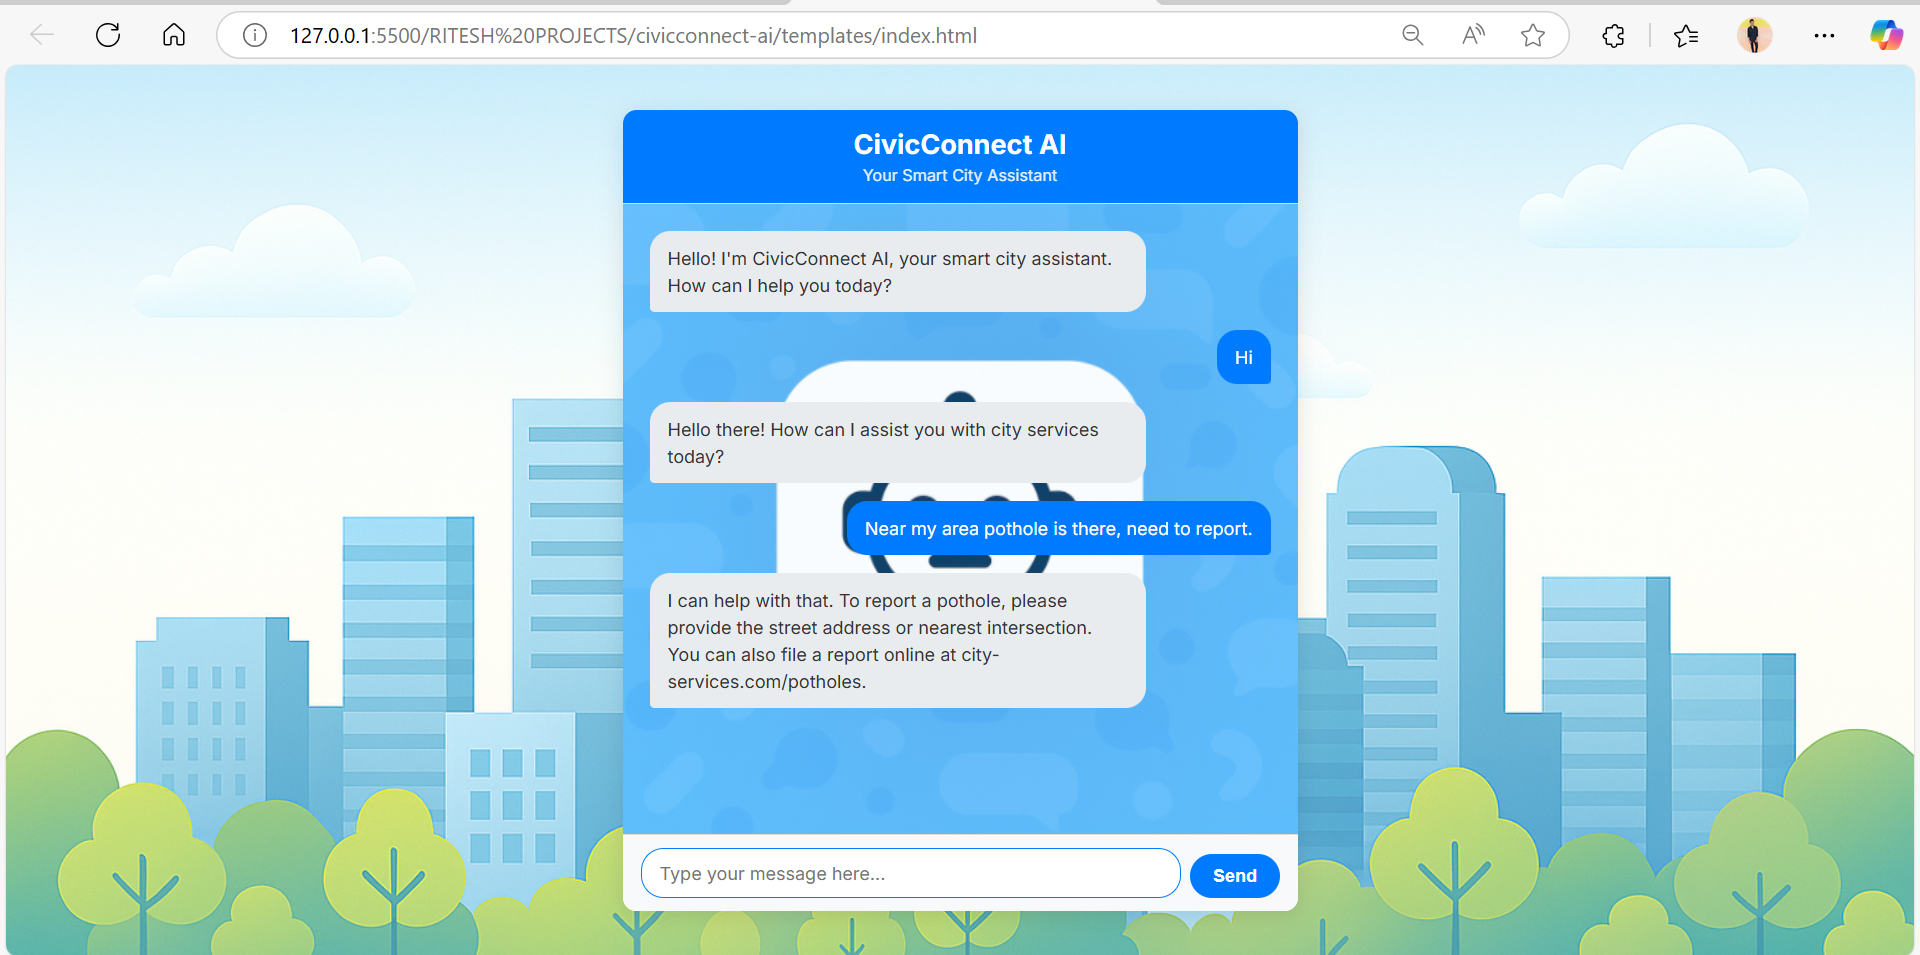 127.0.0.1:5500/RITESH%20PROJECTS/civicconnect-ai/templates/index.html
CivicConnect AI
Your Smart City Assistant
Hello! I'm CivicConnect AI, your smart city assistant.
How can I help you today?
Hi
Hello there! How can I assist you with city services
today?
Near my area pothole is there, need to report.
I can help with that. To report a pothole, please
provide the street address or nearest intersection.
You can also file a report online at city-
services.com/potholes.
Type your message here...
Send